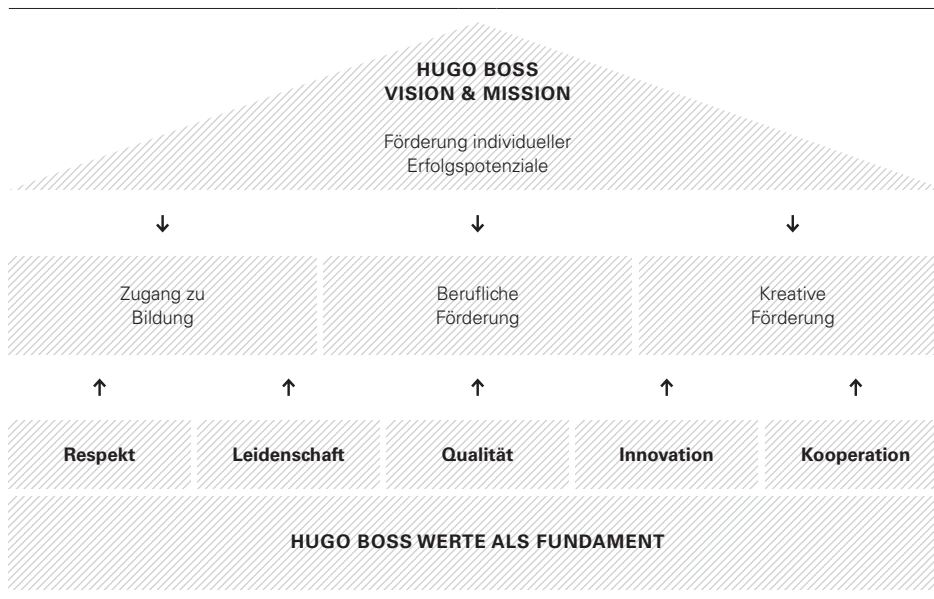 HUGO BOSS
VISION & MISSION
Förderung individueller
Erfolgspotenziale
Zugang zu
Bildung
Berufliche
Förderung
Kreative
Förderung
Respekt
Leidenschaft
Qualität
Innovation
Kooperation
HUGO BOSS WERTE ALS FUNDAMENT